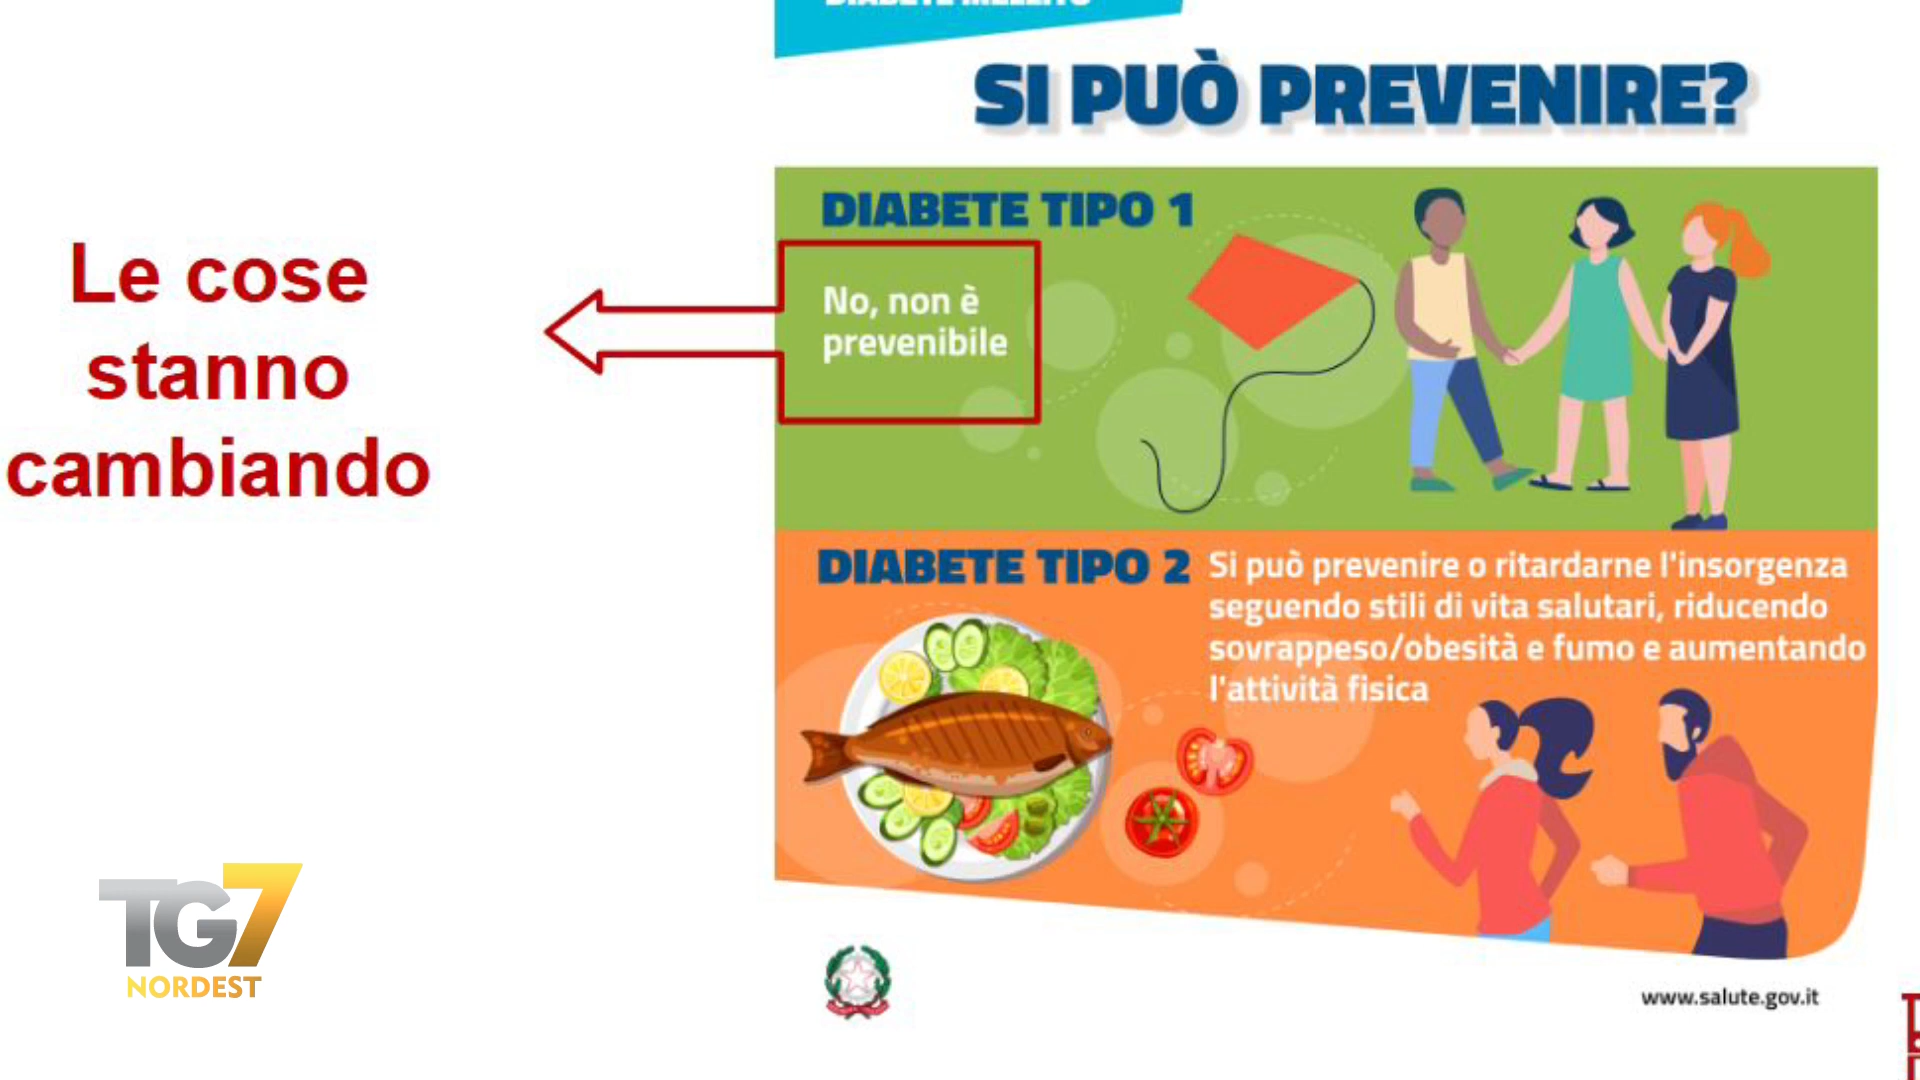 DIABETE MELLITO
SI PUÒ PREVENIRE?
Le cose
stanno
cambiando
DIABETE TIPO 1
No, non è
prevenibile
DIABETE TIPO 2
Si può prevenire o ritardarne l'insorgenza
seguendo stili di vita salutari, riducendo
sovrappeso/obesità e fumo e aumentando
l'attività fisica
TG7
NORDEST
www.salute.gov.it